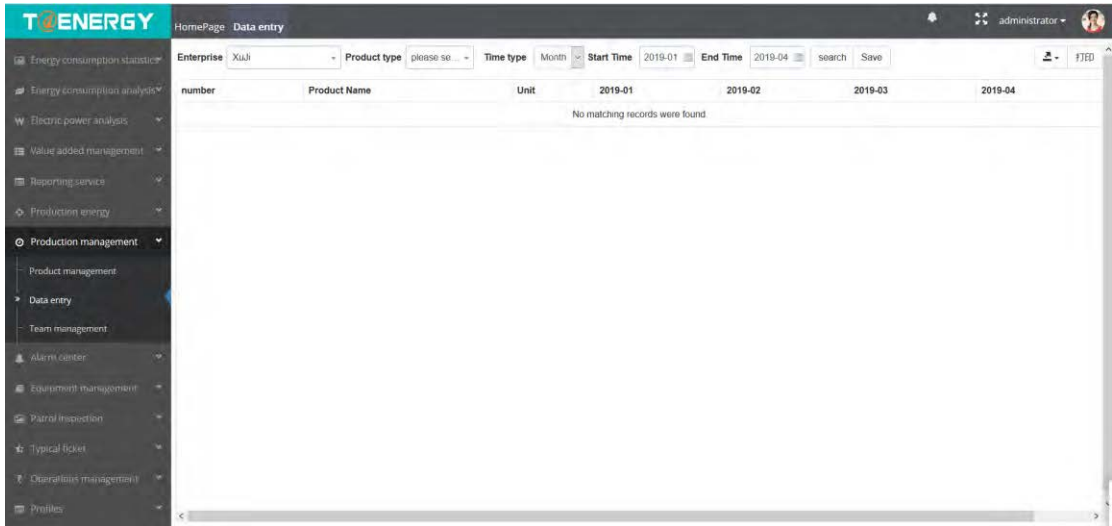 T@ENERGY
HomePage Data entry
administrator
Enterprise XuJi Product type please se... Time type Month Start Time 2019-01 End Time 2019-04 search Save 打印
number Product Name Unit 2019-01 2019-02 2019-03 2019-04
No matching records were found
Energy consumption statistics
Energy consumption analysis
Electric power analysis
Value added management
Reporting service
Production energy
Production management
Product management
Data entry
Team management
Alarm center
Equipment management
Patrol inspection
Typical ticket
Operations management
Profiles